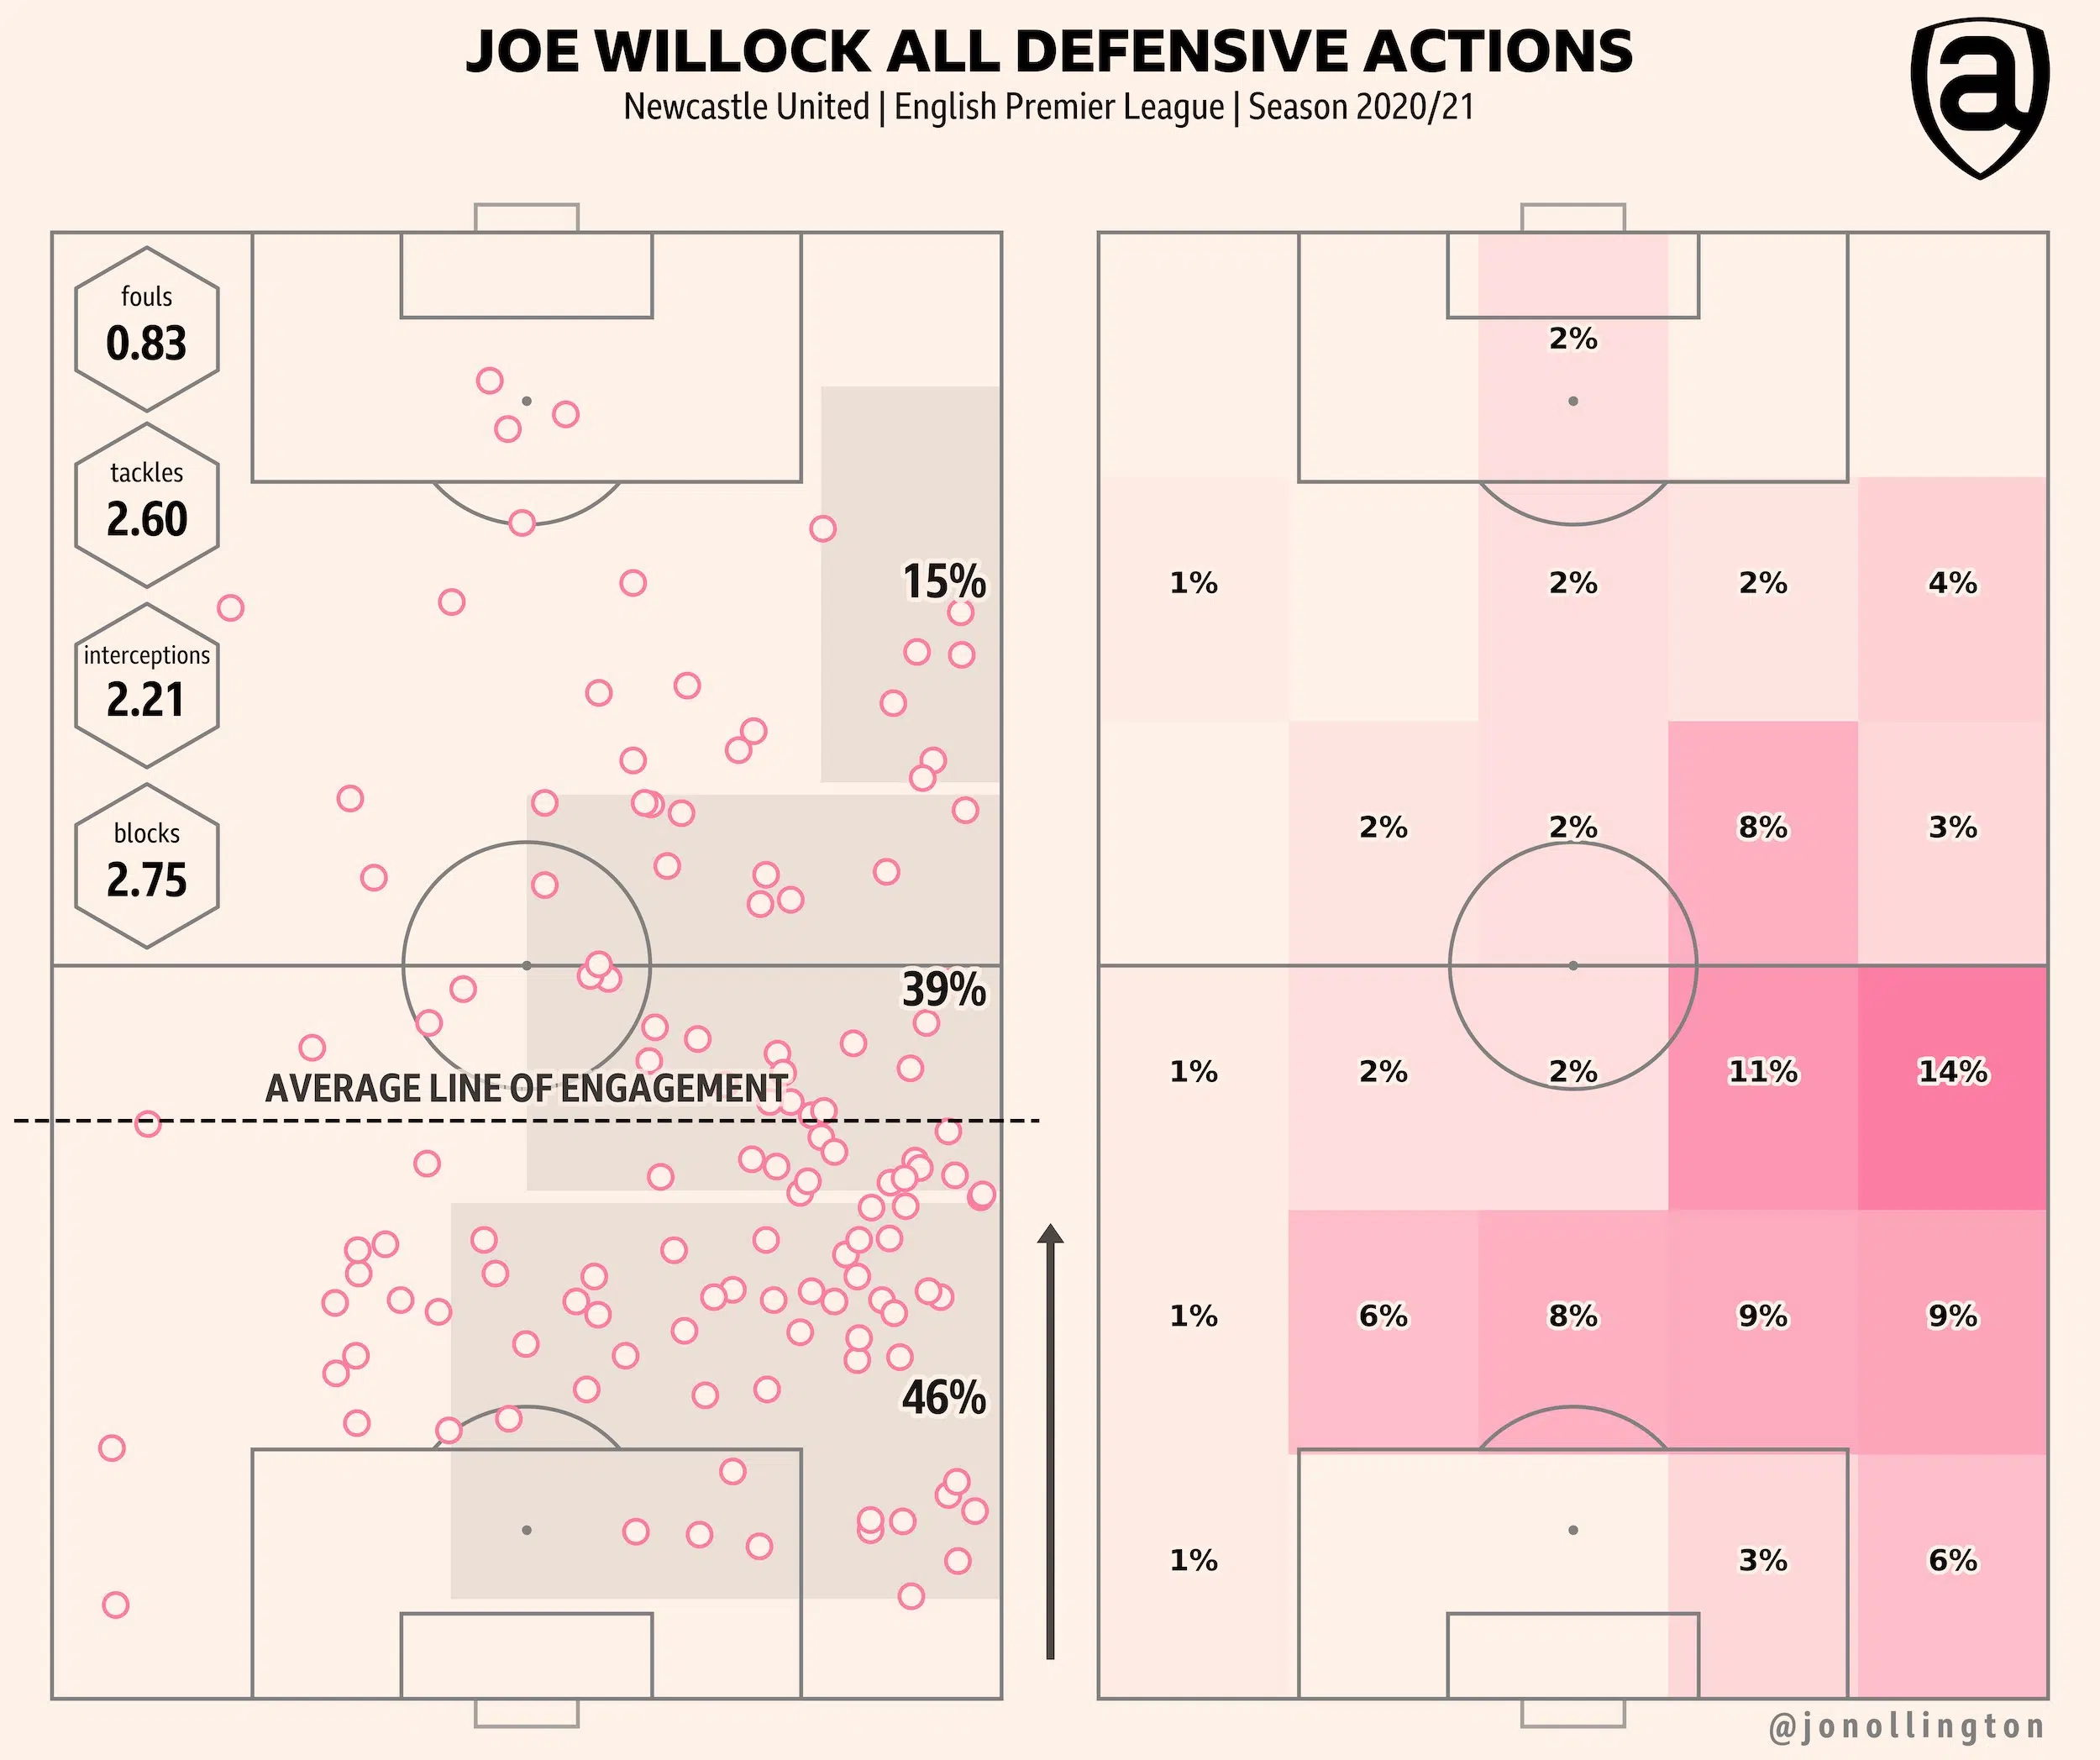 JOE WILLOCK ALL DEFENSIVE ACTIONS
Newcastle United | English Premier League | Season 2020/21
a
fouls
0.83
tackles
2.60
interceptions
2.21
blocks
2.75
15%
39%
AVERAGE LINE OF ENGAGEMENT
46%
2%
1% 2% 2% 4%
2% 2% 8% 3%
1% 2% 2% 11% 14%
1% 6% 8% 9% 9%
1% 3% 6%
@jonollington